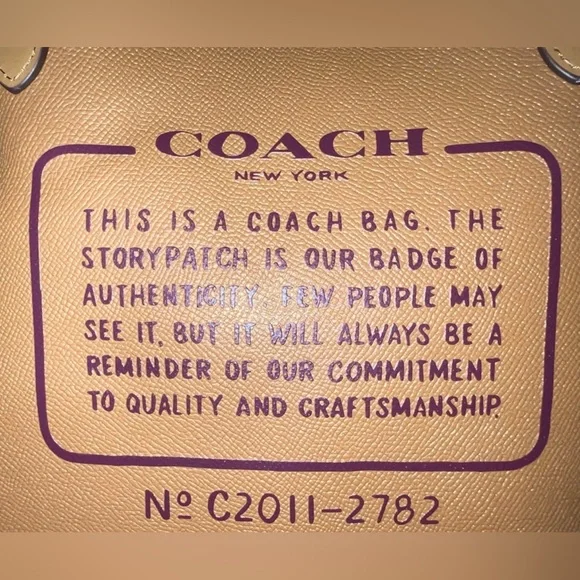 COACH
NEW YORK
THIS IS A COACH BAG. THE
STORYPATCH IS OUR BADGE OF
AUTHENTICITY. FEW PEOPLE MAY
SEE IT, BUT IT WILL ALWAYS BE A
REMINDER OF OUR COMMITMENT
TO QUALITY AND CRAFTSMANSHIP.
Nº C2011-2782